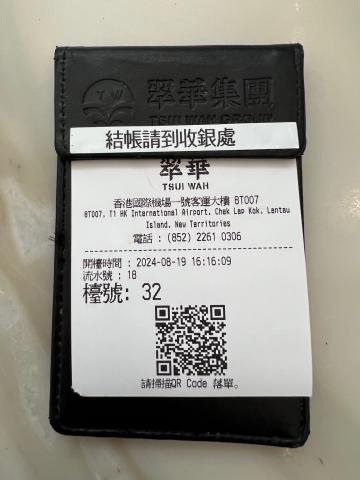 TW
翠華集團
TSUI WAH GROUP
結帳請到收銀處
翠華
TSUI WAH
香港國際機場一號客運大樓 8T007
8T007, T1 HK International Airport, Chek Lap Kok, Lantau
Island, New Territories
電話 : (852) 2261 0306
開檯時間 : 2024-08-19 16:16:09
流水號 : 18
檯號: 32
請掃描QR Code 落單。